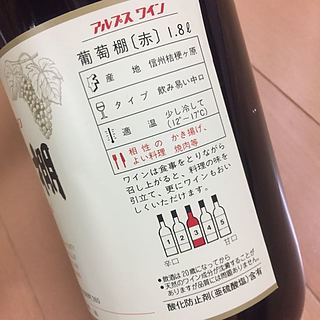 アルプス ワイン
葡萄棚〔赤〕1.8ℓ
産地 信州桔梗ヶ原
タイプ 飲み易い中口
適温 少し冷して
(12°~17℃)
相性の かき揚げ、
よい料理 焼肉等
ワインは食事をとりながら
召し上がると、料理の味を
引立て、更にワインもおい
しくいただけます。
1 2 3 4 5
辛口 甘口
●飲酒は20歳になってから
●天然のワイン成分が沈澱することが
ありますが品質には問題ありません。
酸化防止剤(亜硫酸塩)含有
棚